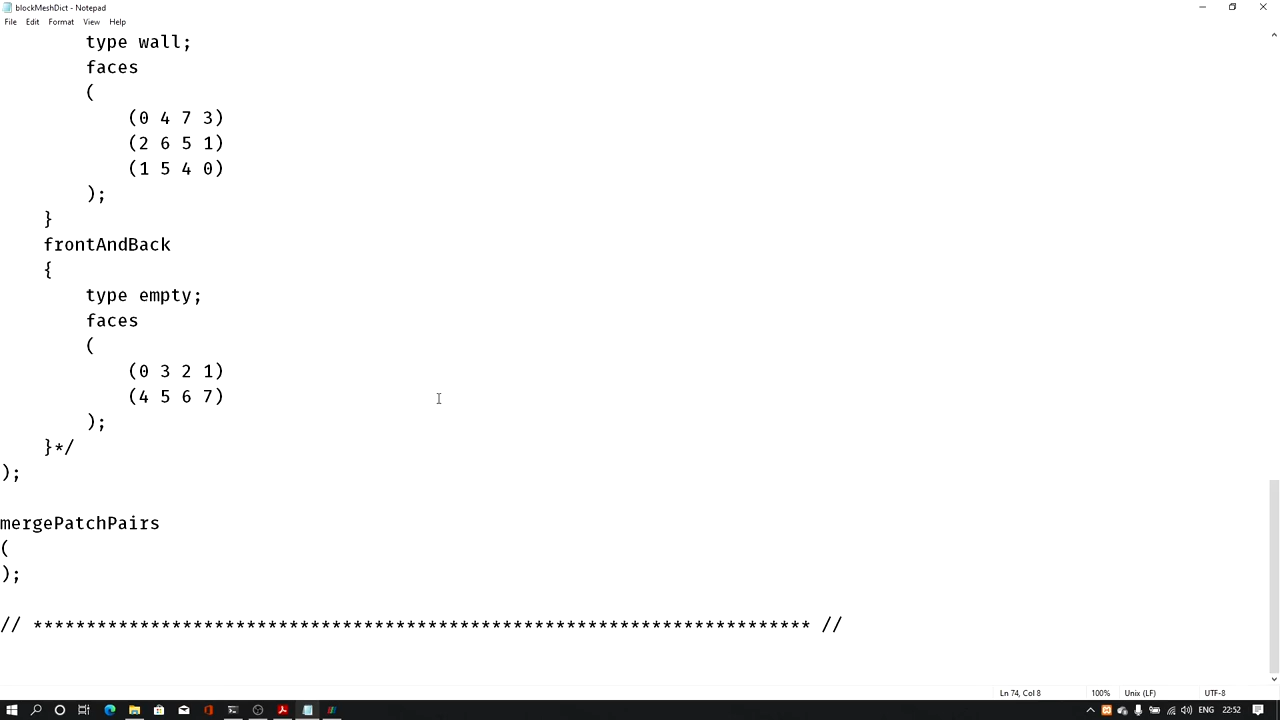 blockMeshDict - Notepad
File Edit Format View Help
type wall;
faces
(
(0 4 7 3)
(2 6 5 1)
(1 5 4 0)
);
}
frontAndBack
{
type empty;
faces
(
(0 3 2 1)
(4 5 6 7)
);
}*/
);
mergePatchPairs
(
);
// ************************************************************************* //
Ln 74, Col 8 100% Unix (LF) UTF-8
ENG 22:52